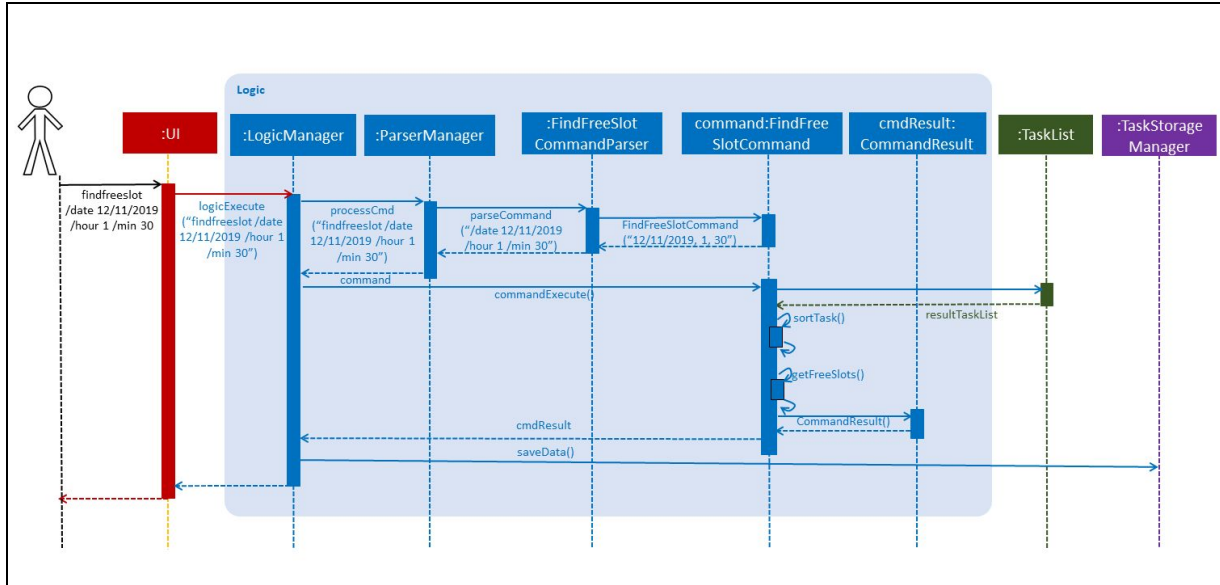 Logic
:UI
:LogicManager
:ParserManager
:FindFreeSlot
CommandParser
command:FindFree
SlotCommand
cmdResult:
CommandResult
:TaskList
:TaskStorage
Manager
findfreeslot
/date 12/11/2019
/hour 1 /min 30
logicExecute
(“findfreeslot /date
12/11/2019 /hour 1
/min 30”)
processCmd
(“findfreeslot /date
12/11/2019 /hour 1
/min 30”)
parseCommand
(“/date 12/11/2019
/hour 1 /min 30”)
FindFreeSlotCommand
(“12/11/2019, 1, 30”)
command
commandExecute()
resultTaskList
sortTask()
getFreeSlots()
CommandResult()
cmdResult
saveData()